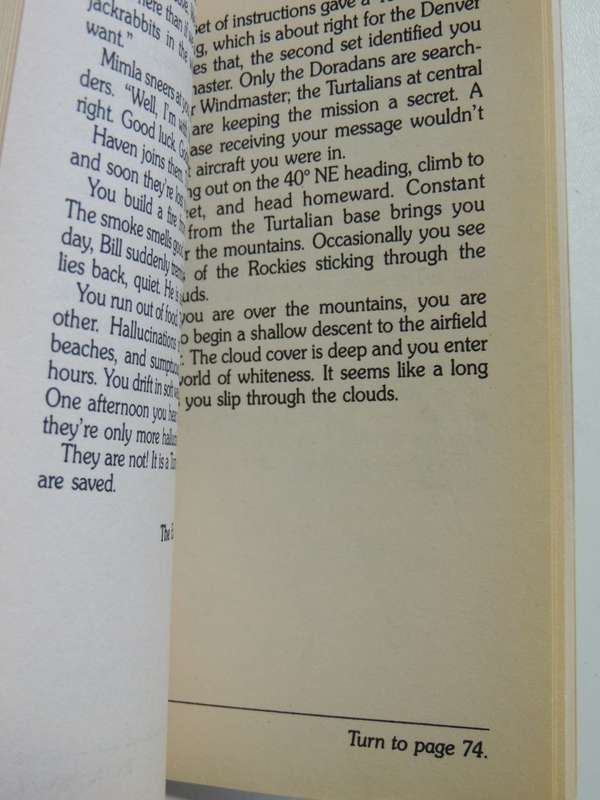 here than
jackrabbits in the
want."
Mimla sneers at
ders. "Well, I'm
right. Good luck.
Haven joins them
and soon they're
You build a fire
The smoke smells
day, Bill suddenly
lies back, quiet. He is
You run out of food
other. Hallucinations
beaches, and
hours. You drift in
One afternoon you
they're only more
They are not! It is a
are saved.
The
set of instructions gave a
which is about right for the Denver
that, the second set identified you
Only the Doradans are search-
Windmaster; the Turtalians at central
are keeping the mission a secret. A
receiving your message wouldn't
aircraft you were in.
out on the 40° NE heading, climb to
and head homeward. Constant
from the Turtalian base brings you
the mountains. Occasionally you see
of the Rockies sticking through the
you are over the mountains, you are
begin a shallow descent to the airfield
The cloud cover is deep and you enter
world of whiteness. It seems like a long
you slip through the clouds.
Turn to page 74.